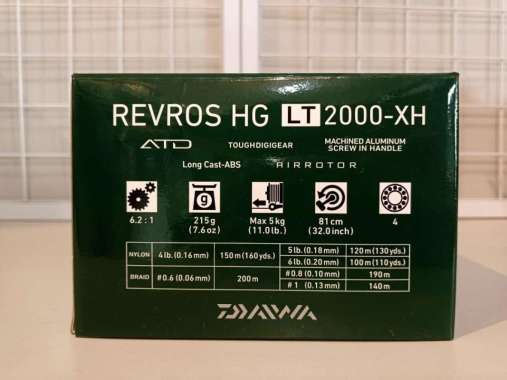 REVROS HG LT 2000-XH
ATD TOUGHDIGIGEAR MACHINED ALUMINUM SCREW IN HANDLE
Long Cast-ABS AIRROTOR
g
6.2 : 1 215g (7.6oz) Max 5kg (11.0lb.) 81cm (32.0inch) 4
NYLON 4lb. (0.16mm) 150m (160yds.) 5lb. (0.18mm) 120m (130yds.)
6lb. (0.20mm) 100m (110yds.)
BRAID #0.6 (0.06mm) 200m #0.8 (0.10mm) 190m
#1 (0.13mm) 140m
DAIWA